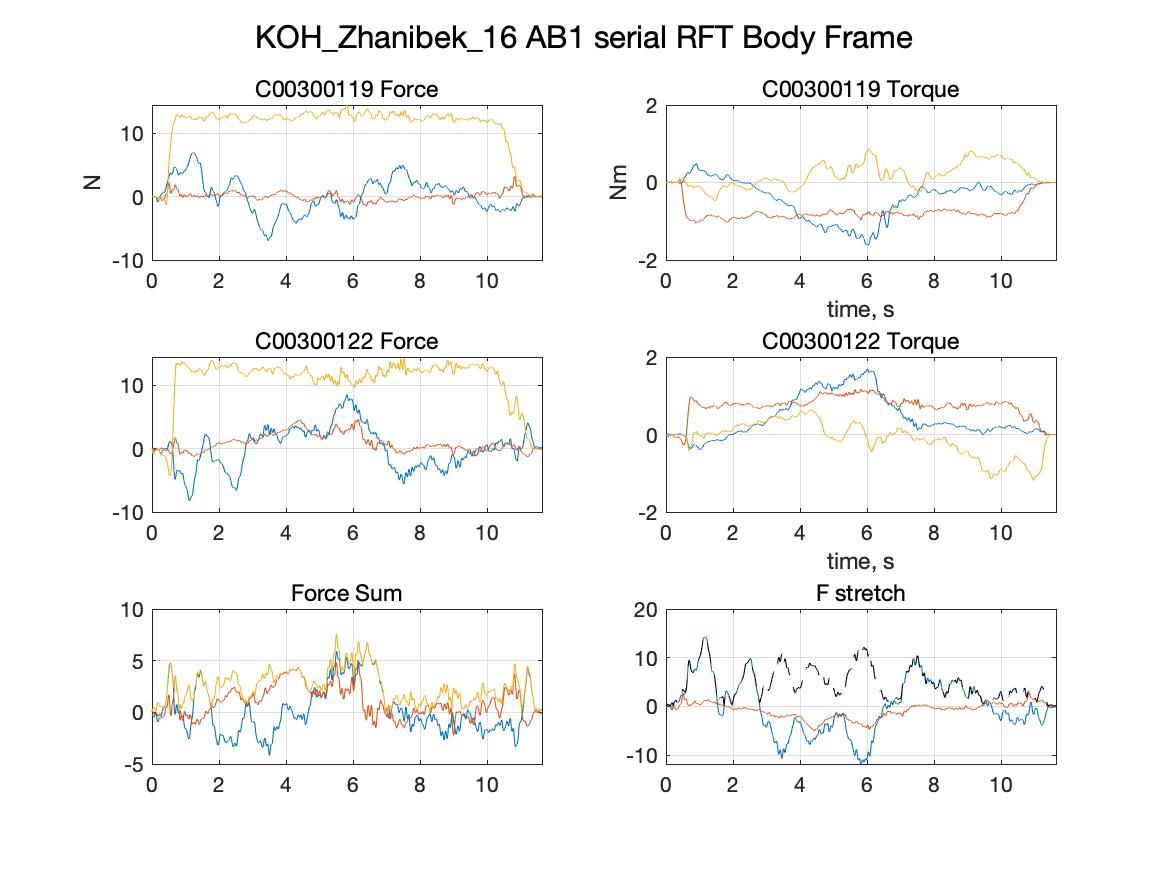 KOH_Zhanibek_16 AB1 serial RFT Body Frame
C00300119 Force
10
0
-10
N
0 2 4 6 8 10
C00300119 Torque
2
0
-2
Nm
0 2 4 6 8 10
time, s
C00300122 Force
10
0
-10
0 2 4 6 8 10
C00300122 Torque
2
0
-2
0 2 4 6 8 10
time, s
Force Sum
10
5
0
-5
0 2 4 6 8 10
F stretch
20
10
0
-10
0 2 4 6 8 10